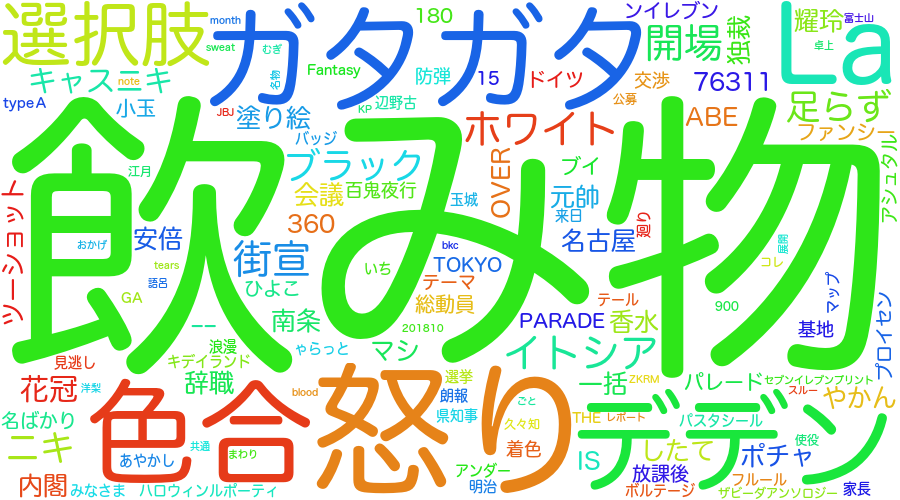 選択肢
month
ガタガタ
180
ンイレブン
La
耀玲
富士山
卓上
sweat
むぎ
名物
キャスニキ
Fantasy
防弾
開場
独裁
typeA
小玉
note
JBJ
塗り絵
KP
辺野古
15
ドイツ
交渉
公募
76311
足らず
飲み物
バッジ
ホワイト
ABE
ファンシー
江月
ブラック
会議
百鬼夜行
OVER
ブイ
元帥
来日
廻り
アシュタル
ツーショット
安倍
街宣
360
玉城
名古屋
展開
おかげ
tears
語呂
bkc
TOKYO
コレ
GA
ひよこ
いち
テーマ
総動員
テール
900
マップ
プロイセン
--
南条
201810
PARADE
香水
基地
浪漫
ゃらっと
マシ
イトシア
見逃し
キデイランド
花冠
洋梨
辞職
選挙
朗報
ZKRM
一括
パレード
セブンイレブンプリント
スルー
やかん
名ばかり
色合
blood
怒り
県知事
ごと
久々知
THE
レポート
デデデン
パスタシール
使役
ニキ
共通
まわり
あやかし
着色
IS
したて
ポチャ
内閣
みなさま
ハロウィンルポーティ
アンダー
明治
放課後
ボルテージ
フルール
ザピーダアンソロジー
家長